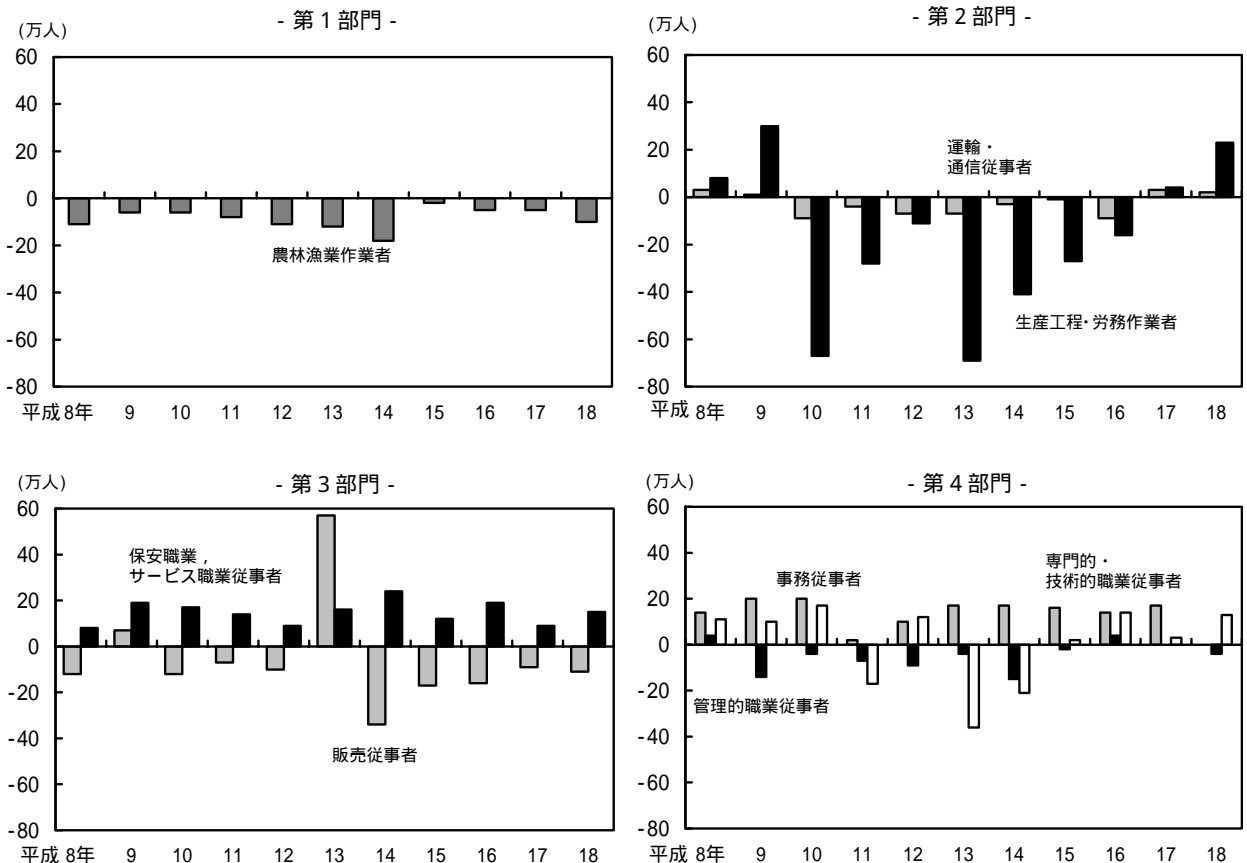 - 第1部門 -
(万人)
60
40
20
0
-20
-40
-60
-80
農林漁業作業者
平成 8年 9 10 11 12 13 14 15 16 17 18
- 第2部門 -
(万人)
60
40
20
0
-20
-40
-60
-80
運輸・
通信従事者
生産工程・労務作業者
平成 8年 9 10 11 12 13 14 15 16 17 18
- 第3部門 -
(万人)
60
40
20
0
-20
-40
-60
-80
保安職業,
サービス職業従事者
販売従事者
平成 8年 9 10 11 12 13 14 15 16 17 18
- 第4部門 -
(万人)
60
40
20
0
-20
-40
-60
-80
事務従事者
専門的・
技術的職業従事者
管理的職業従事者
平成 8年 9 10 11 12 13 14 15 16 17 18